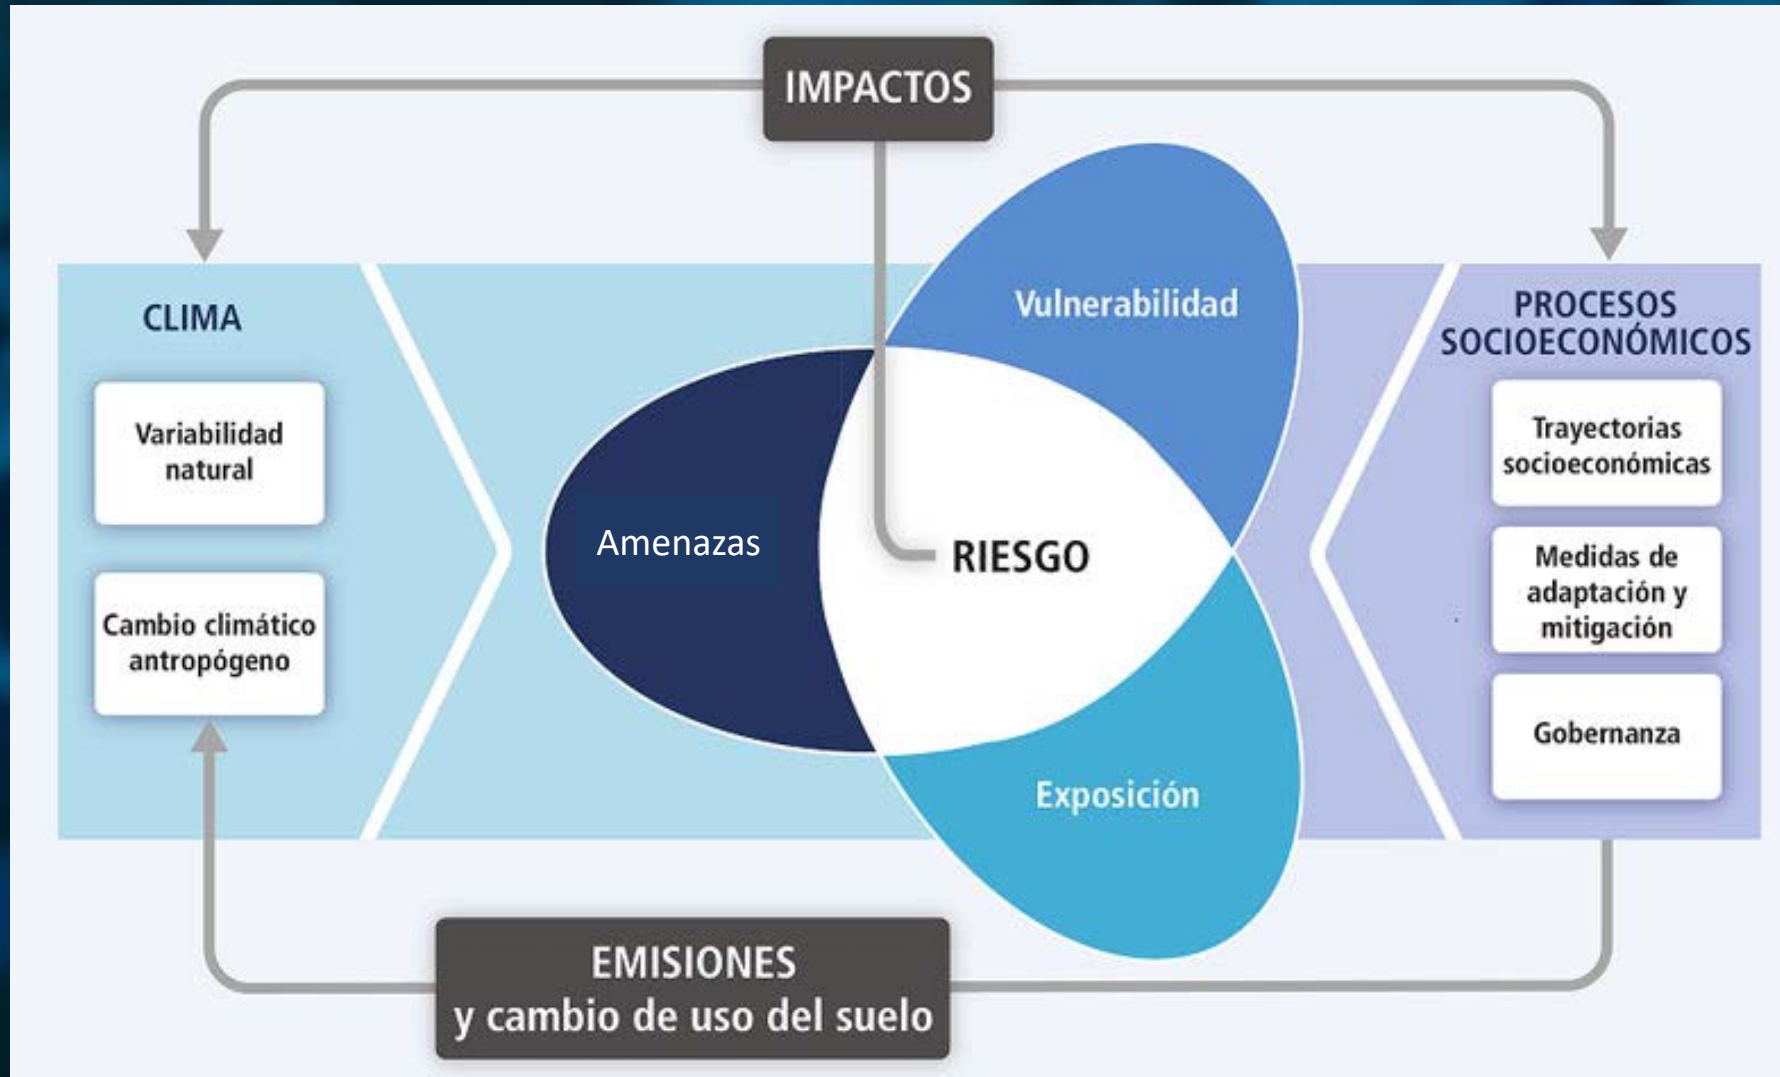 IMPACTOS
CLIMA
Variabilidad
natural
Cambio climático
antropógeno
Vulnerabilidad
Amenazas
RIESGO
Exposición
PROCESOS
SOCIOECONÓMICOS
Trayectorias
socioeconómicas
Medidas de
adaptación y
mitigación
Gobernanza
EMISIONES
y cambio de uso del suelo